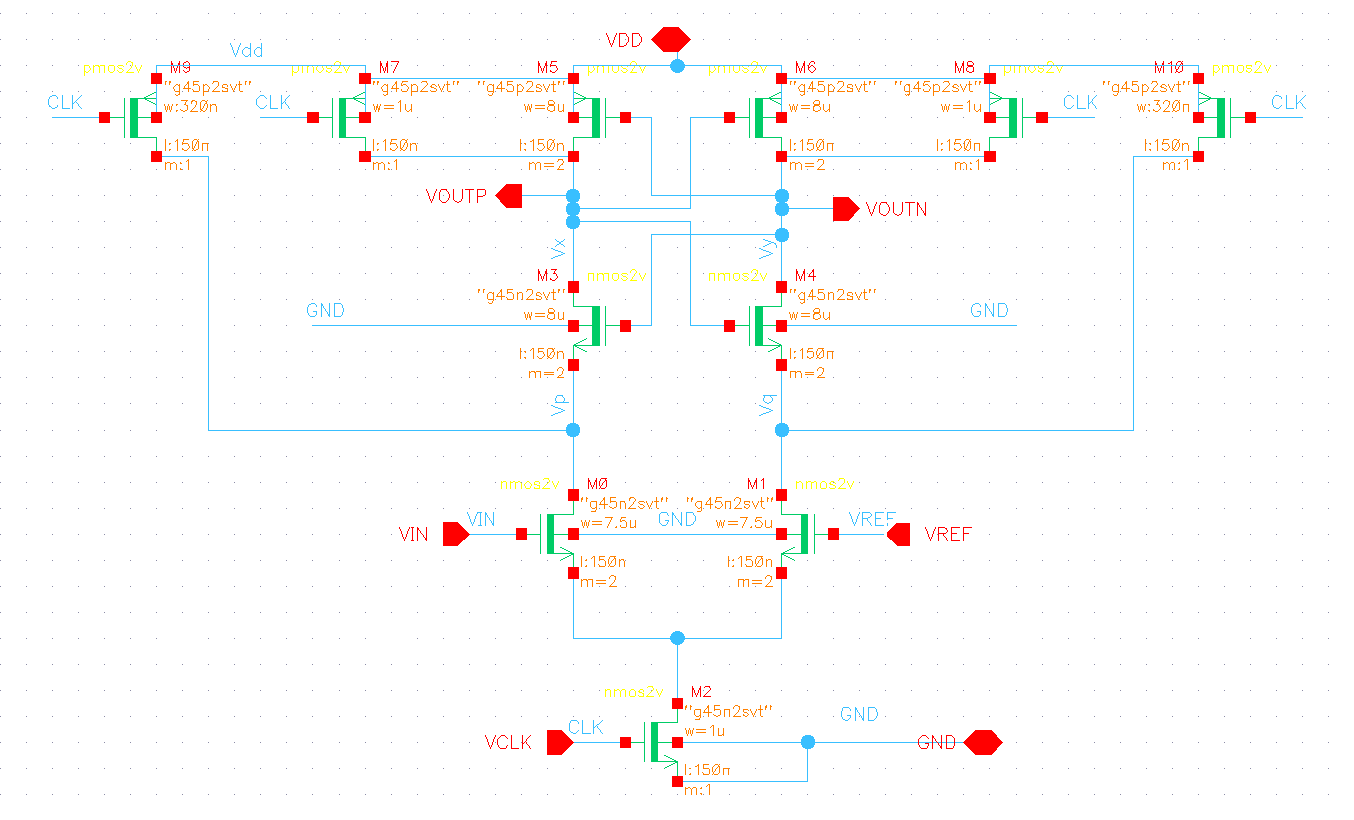 VDD
Vdd
pmos2v M9 pmos2v M7 M5 pmos2v pmos2v M6 M8 pmos2v M10 pmos2v
"g45p2svt" "g45p2svt" "g45p2svt" "g45p2svt" "g45p2svt" "g45p2svt"
CLK w:320n CLK w=1u w=8u w=8u w=1u CLK w:320n CLK
l:150n l:150n l:150n l:150n l:150n l:150n
m:1 m:1 m=2 m=2 m:1 m:1
VOUTP VOUTN
Vx Vy
M3 nmos2v nmos2v M4
"g45n2svt" "g45n2svt"
GND w=8u w=8u GND
l:150n l:150n
m=2 m=2
Vp Vq
nmos2v M0 M1 nmos2v
"g45n2svt" "g45n2svt"
VIN VIN w=7.5u GND w=7.5u VREF VREF
l:150n l:150n
m=2 m=2
nmos2v M2
"g45n2svt" GND
VCLK CLK w=1u GND
l:150n
m:1